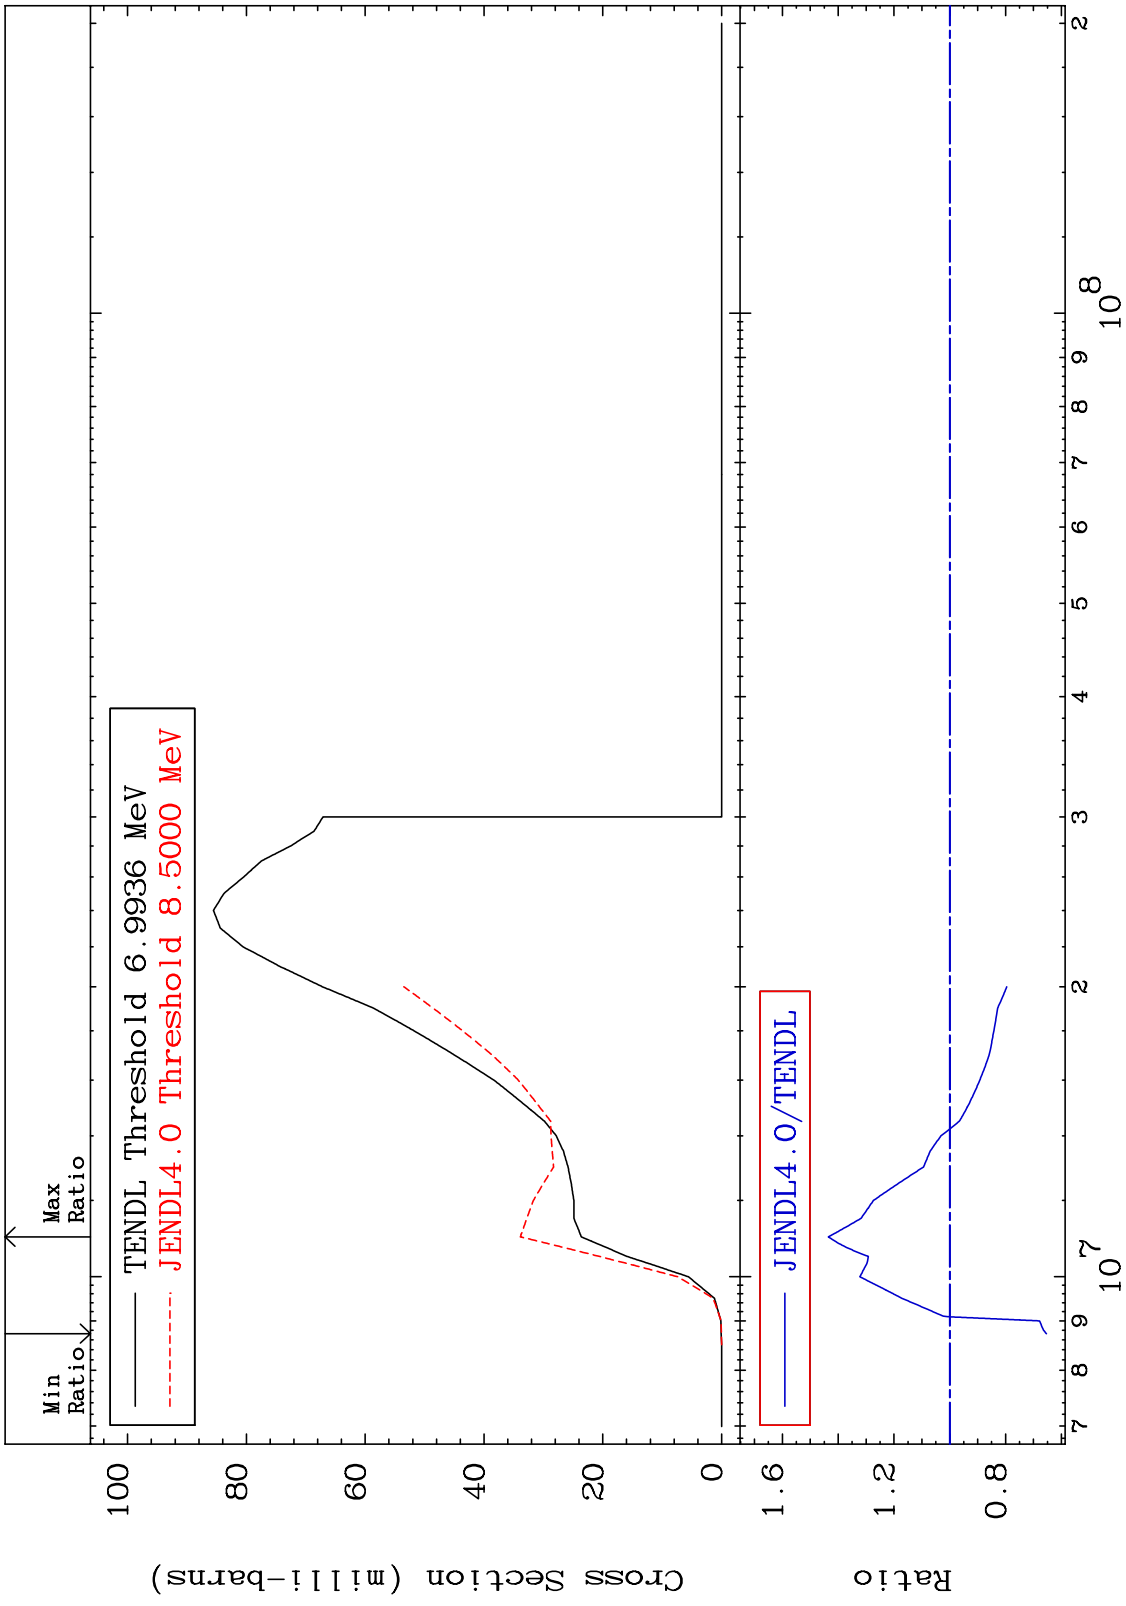 Min
Ratio
Max
Ratio
TENDL Threshold 6.9936 MeV
JENDL4.0 Threshold 8.5000 MeV
100
80
60
40
20
0
Cross Section (milli-barns)
JENDL4.0/TENDL
1.6
1.2
0.8
Ratio
7
8
9
10^7
2
3
4
5
6
7
8
9
10^8
2